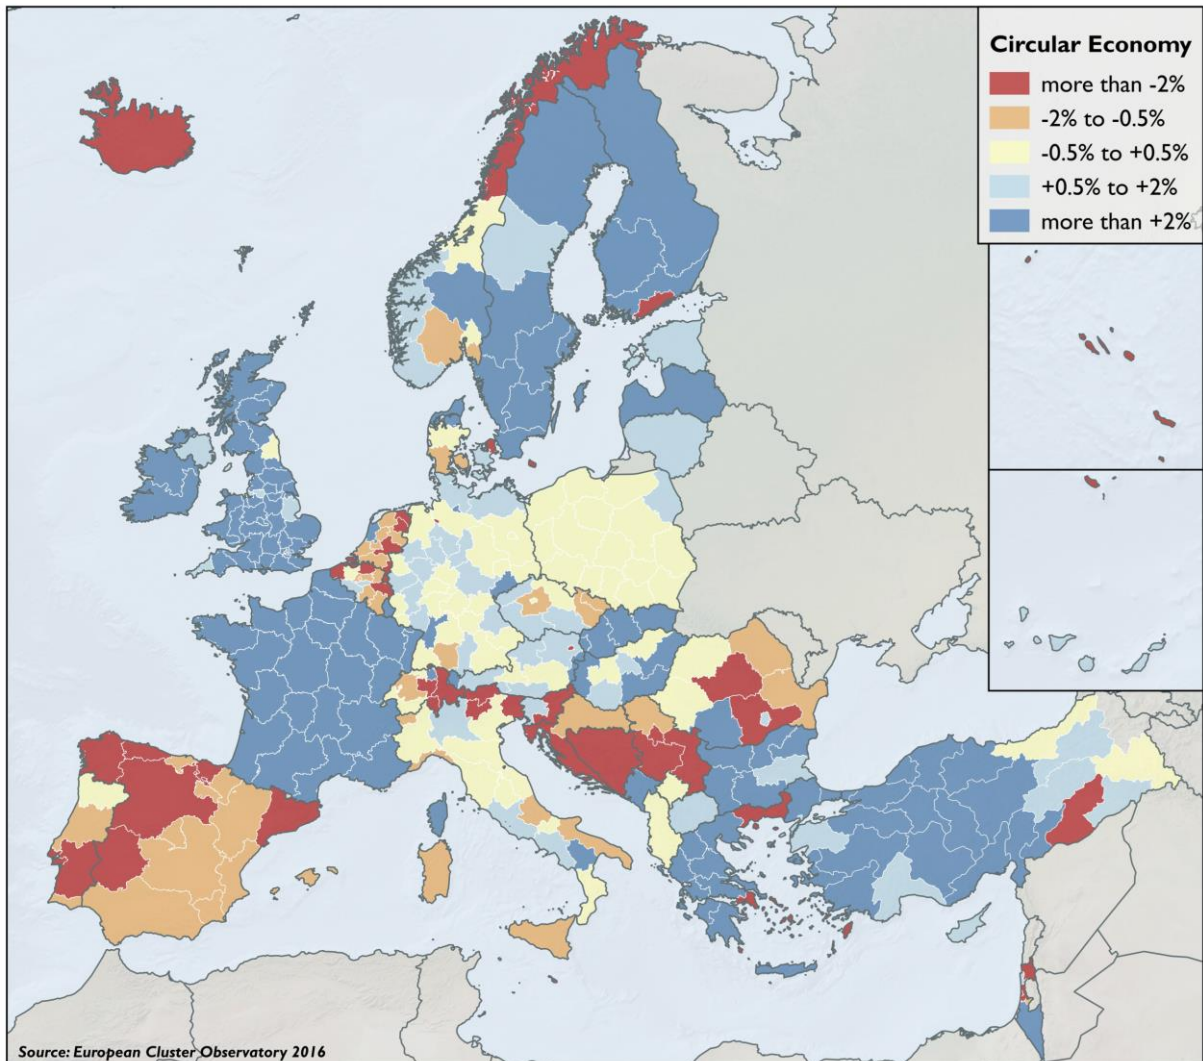 Circular Economy
more than -2%
-2% to -0.5%
-0.5% to +0.5%
+0.5% to +2%
more than +2%
Source: European Cluster Observatory 2016